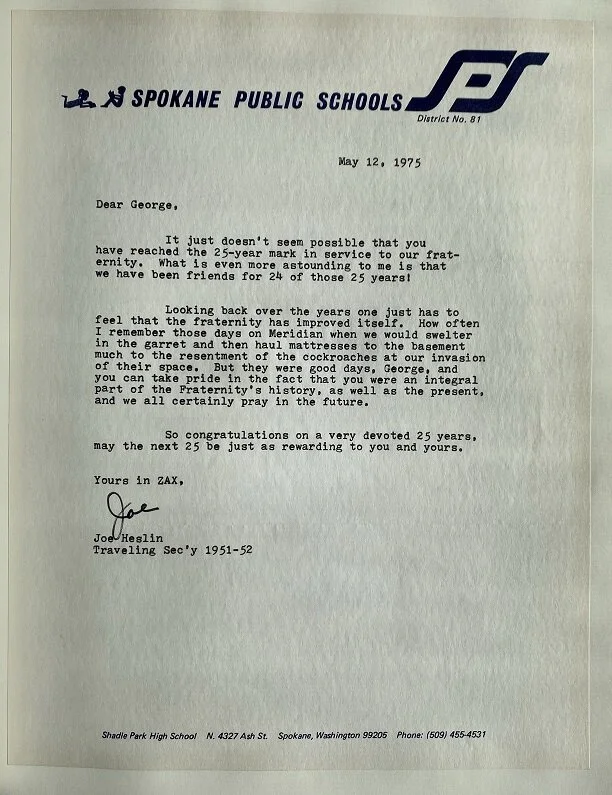 SPOKANE PUBLIC SCHOOLS SPS
District No. 81
May 12, 1975
Dear George,
It just doesn't seem possible that you
have reached the 25-year mark in service to our frat-
ernity. What is even more astounding to me is that
we have been friends for 24 of those 25 years!
Looking back over the years one just has to
feel that the fraternity has improved itself. How often
I remember those days on Meridian when we would swelter
in the garret and then haul mattresses to the basement
much to the resentment of the cockroaches at our invasion
of their space. But they were good days, George, and
you can take pride in the fact that you were an integral
part of the Fraternity's history, as well as the present,
and we all certainly pray in the future.
So congratulations on a very devoted 25 years,
may the next 25 be just as rewarding to you and yours.
Yours in ZAX,
Joe
Joe Heslin
Traveling Sec'y 1951-52
Shadle Park High School N. 4327 Ash St. Spokane, Washington 99205 Phone: (509) 455-4531